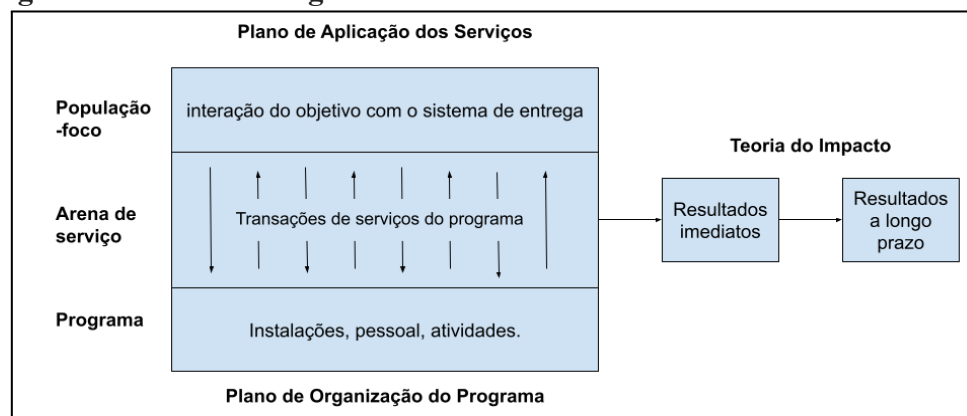 Plano de Aplicação dos Serviços
População
-foco
interação do objetivo com o sistema de entrega
Teoria do Impacto
Arena de
serviço
Transações de serviços do programa
Resultados
imediatos
Resultados
a longo
prazo
Programa
Instalações, pessoal, atividades.
Plano de Organização do Programa